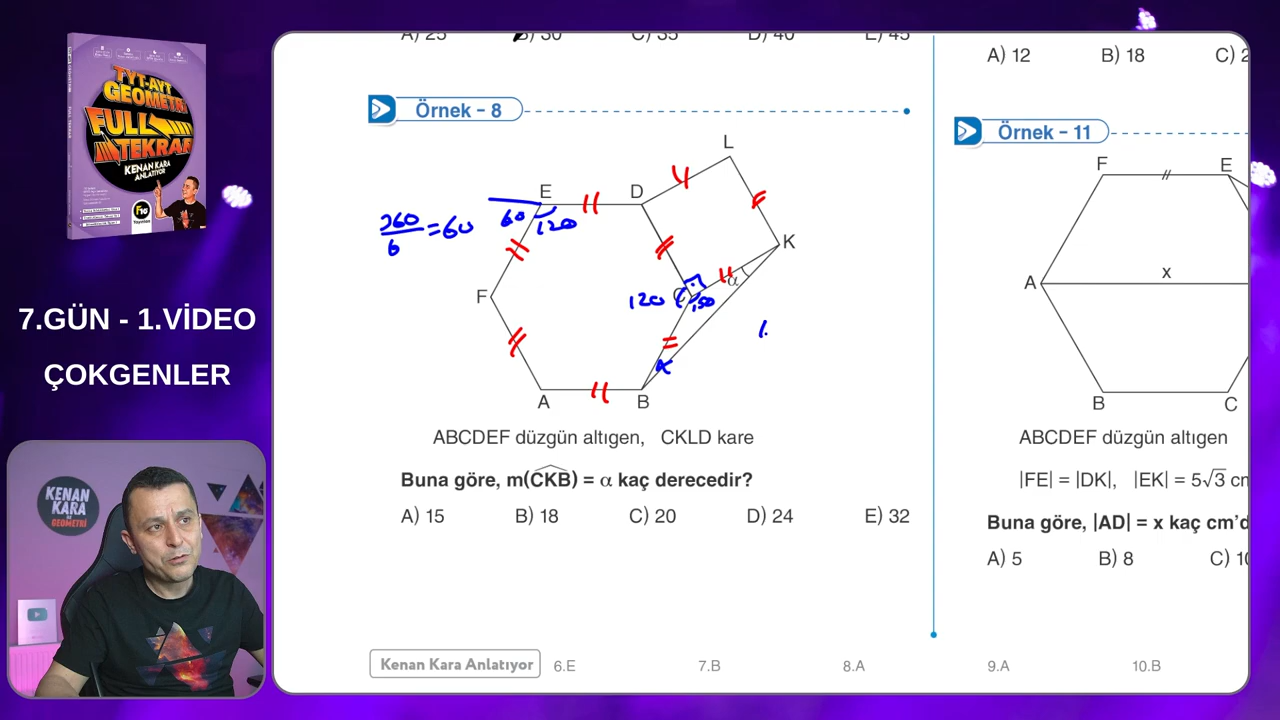 TYT-AYT
GEOMETRİ
FULL
TEKRAR
KENAN KARA
ANLATIYOR
7.GÜN - 1.VİDEO
ÇOKGENLER
KENAN
KARA
GEOMETRİ
A) 25 B) 30 C) 35 D) 40 E) 45
Örnek - 8
L
E D
360/6 = 60
60 120
K
F
120 C 150
α
α
A B
ABCDEF düzgün altıgen, CKLD kare
Buna göre, m(CKB) = α kaç derecedir?
A) 15 B) 18 C) 20 D) 24 E) 32
Kenan Kara Anlatıyor 6.E 7.B 8.A 9.A 10.B
A) 12 B) 18 C) 2
Örnek - 11
F E
A x
B C
ABCDEF düzgün altıgen
|FE| = |DK|, |EK| = 5√3 cm
Buna göre, |AD| = x kaç cm'd
A) 5 B) 8 C) 10